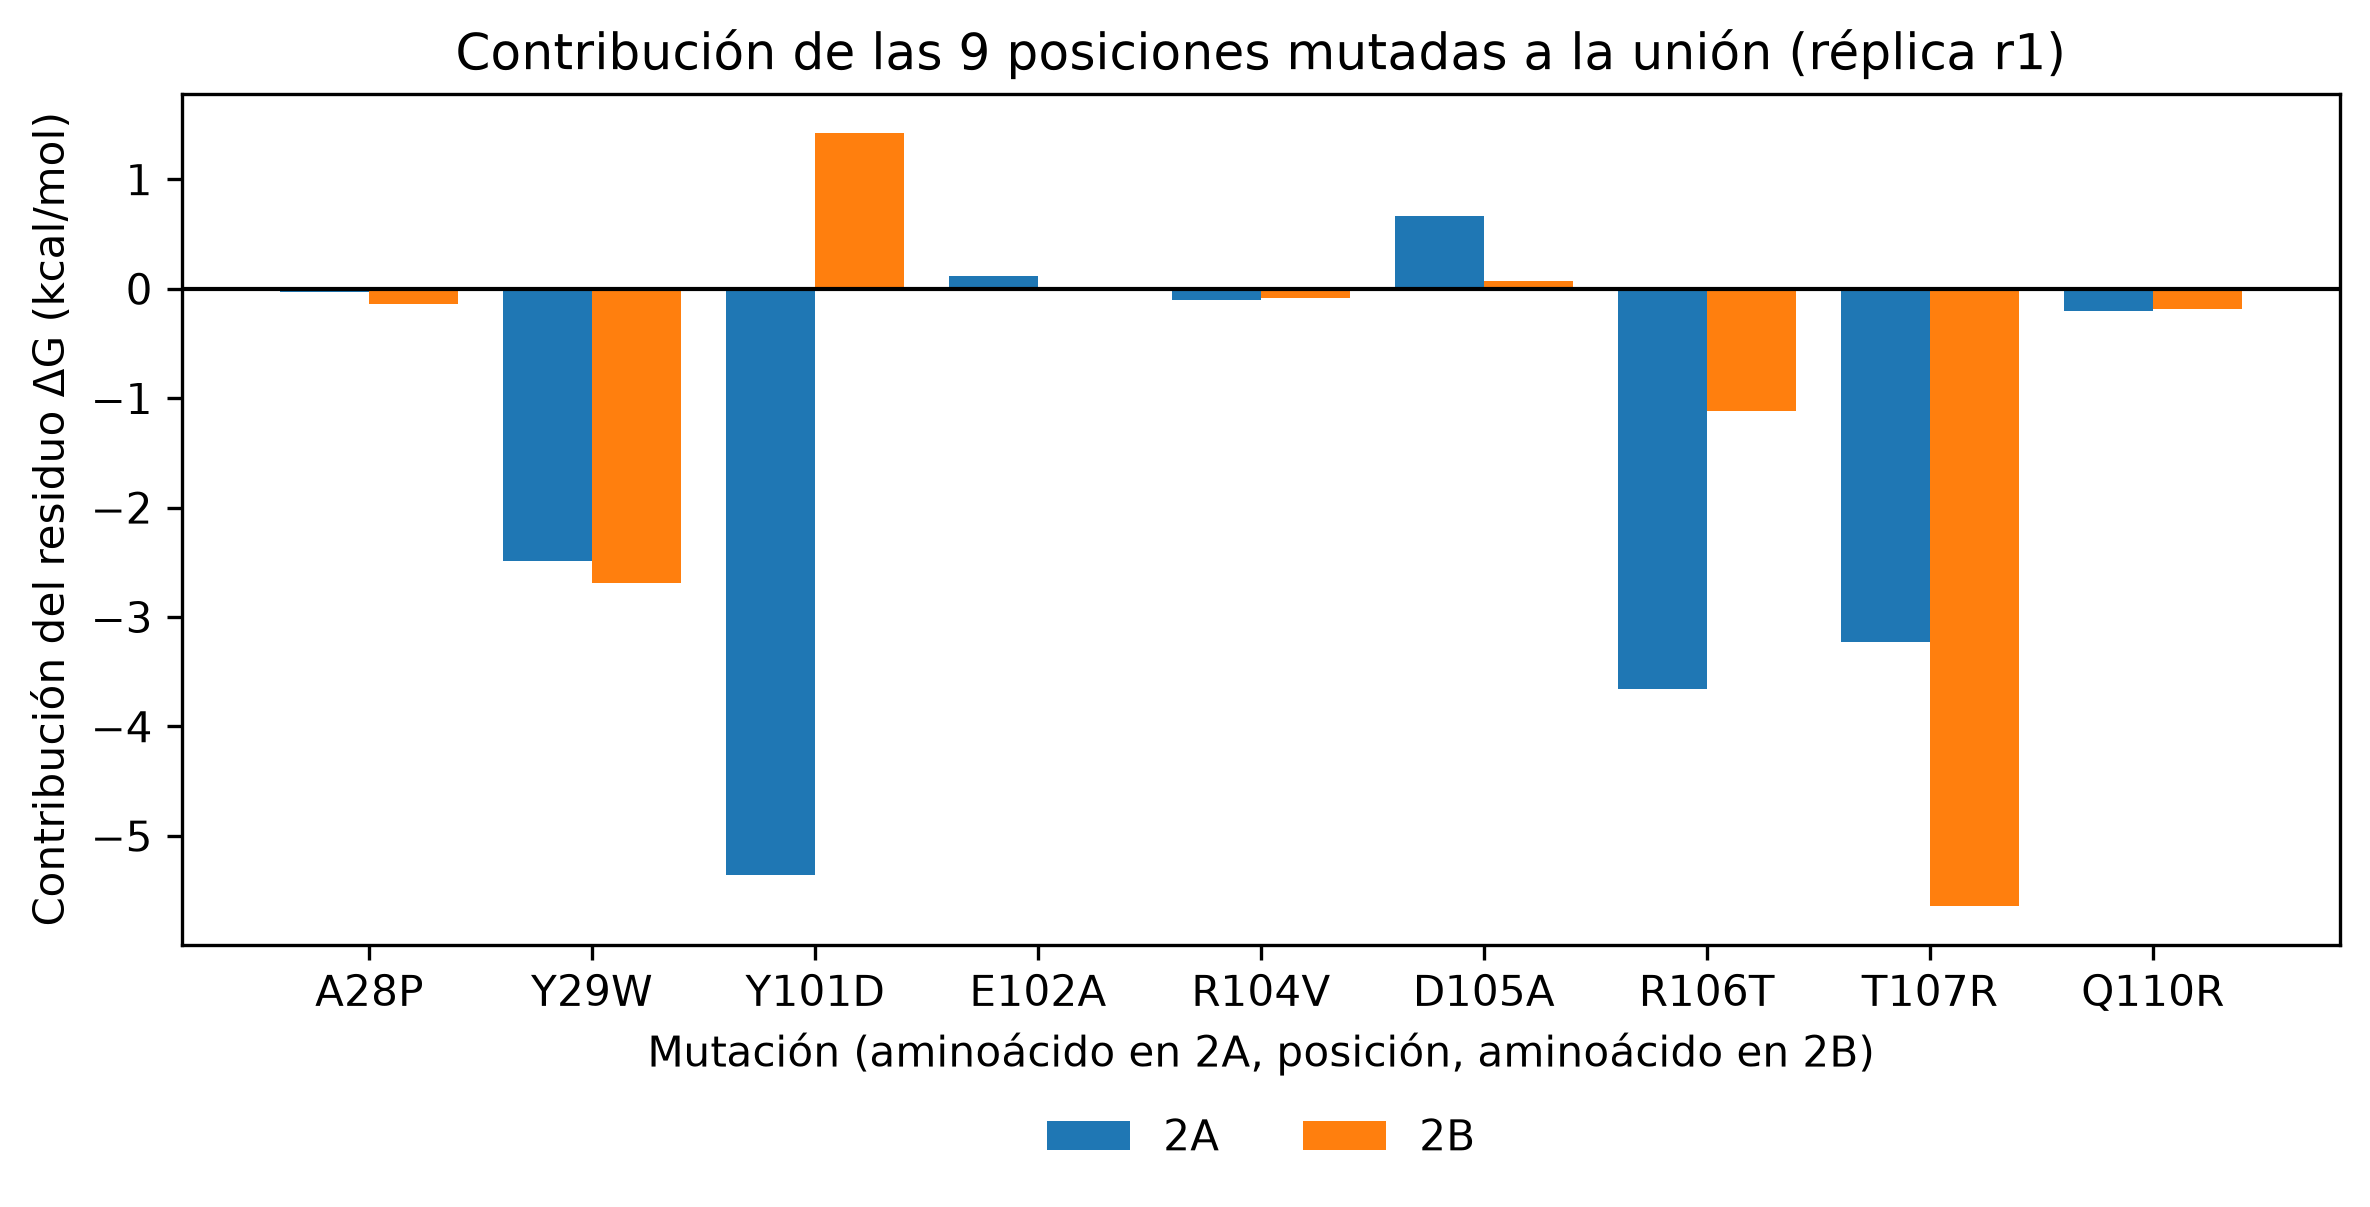 Contribución de las 9 posiciones mutadas a la unión (réplica r1)
Contribución del residuo ΔG (kcal/mol)
1
0
−1
−2
−3
−4
−5
A28P Y29W Y101D E102A R104V D105A R106T T107R Q110R
Mutación (aminoácido en 2A, posición, aminoácido en 2B)
2A 2B